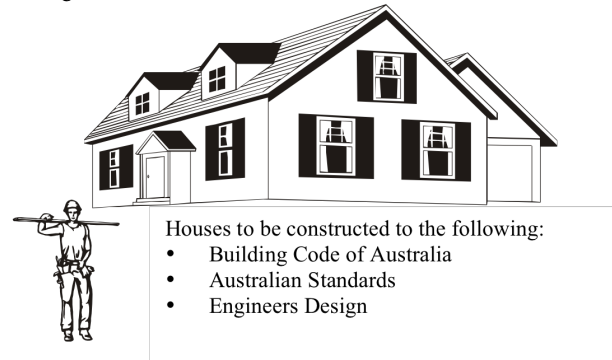 Houses to be constructed to the following:
• Building Code of Australia
• Australian Standards
• Engineers Design